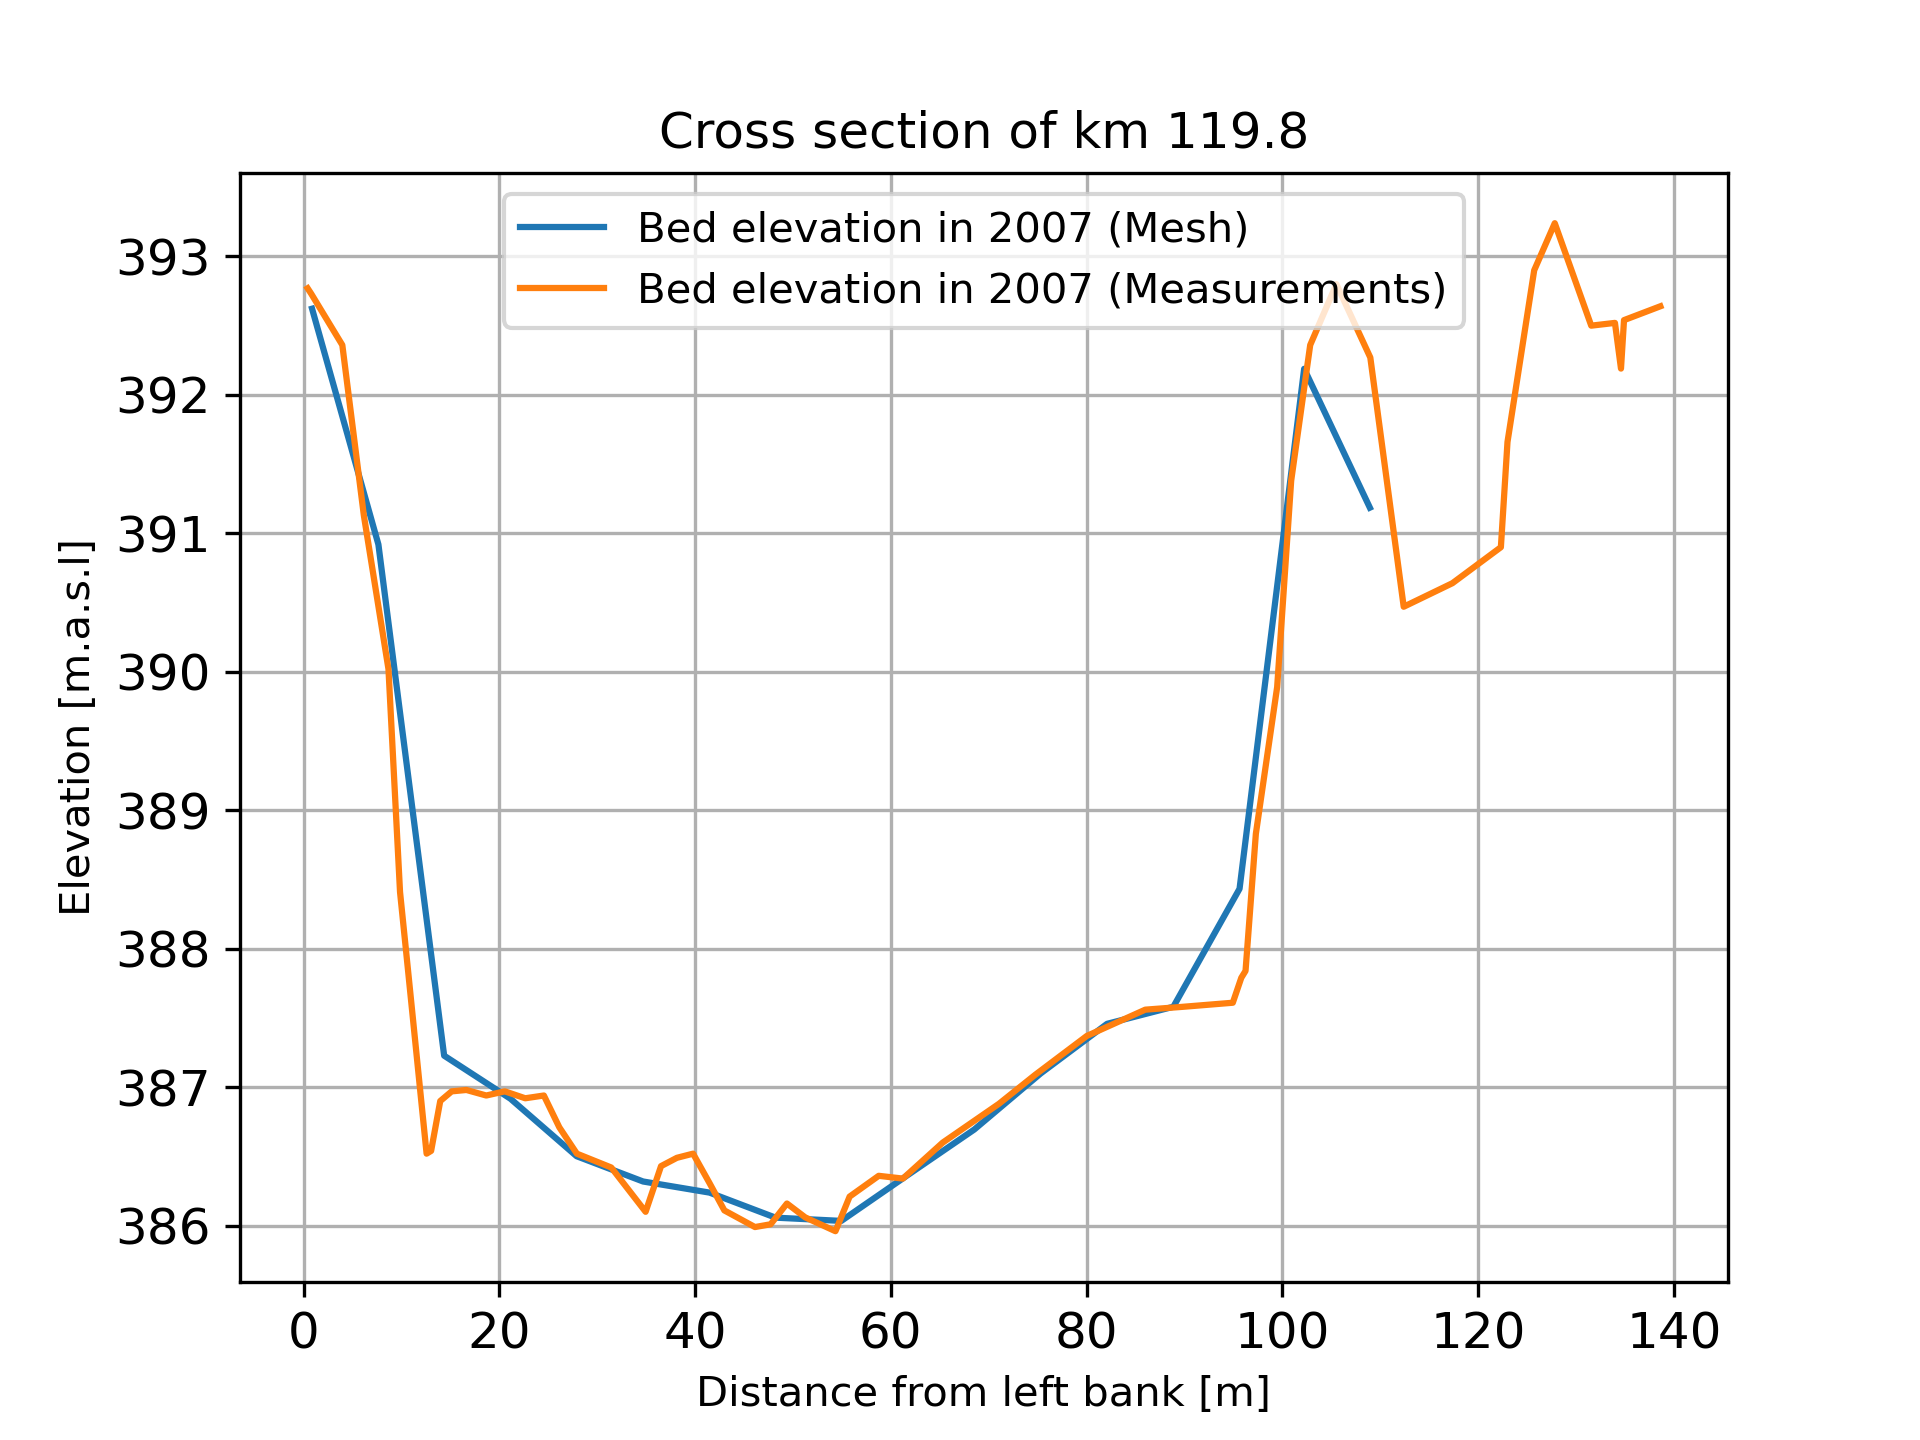 Cross section of km 119.8
Bed elevation in 2007 (Mesh)
Bed elevation in 2007 (Measurements)
Elevation [m.a.s.l]
393
392
391
390
389
388
387
386
0 20 40 60 80 100 120 140
Distance from left bank [m]